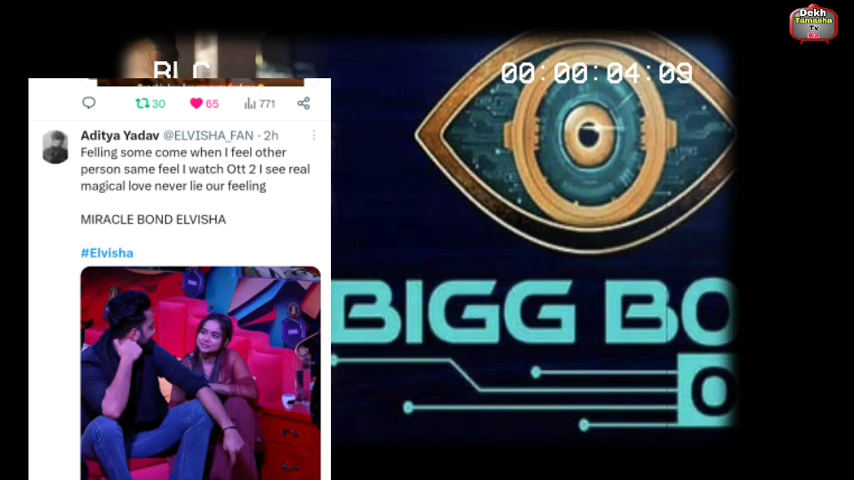 Dekh
Tamasha
Tv
00:00:04:09
30
65
771
Aditya Yadav @ELVISHA_FAN · 2h
Felling some come when I feel other
person same feel I watch Ott 2 I see real
magical love never lie our feeling
MIRACLE BOND ELVISHA
#Elvisha
BIGG BO
O